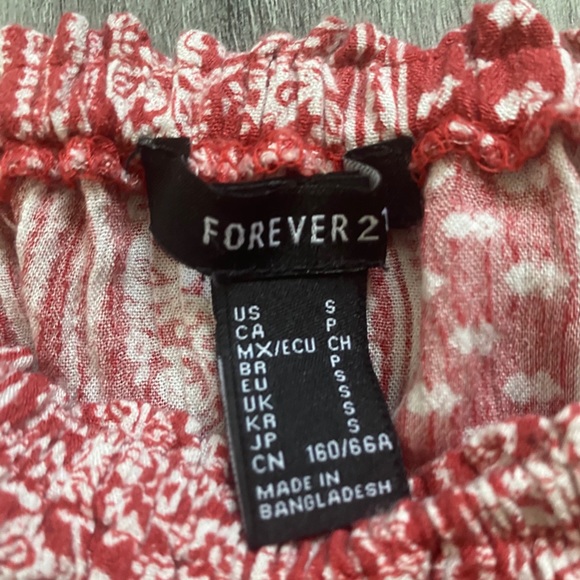 FOREVER 21
US S
CA P
MX/ECU CH
BR P
EU S
UK S
KR S
JP
CN 160/66A
MADE IN
BANGLADESH